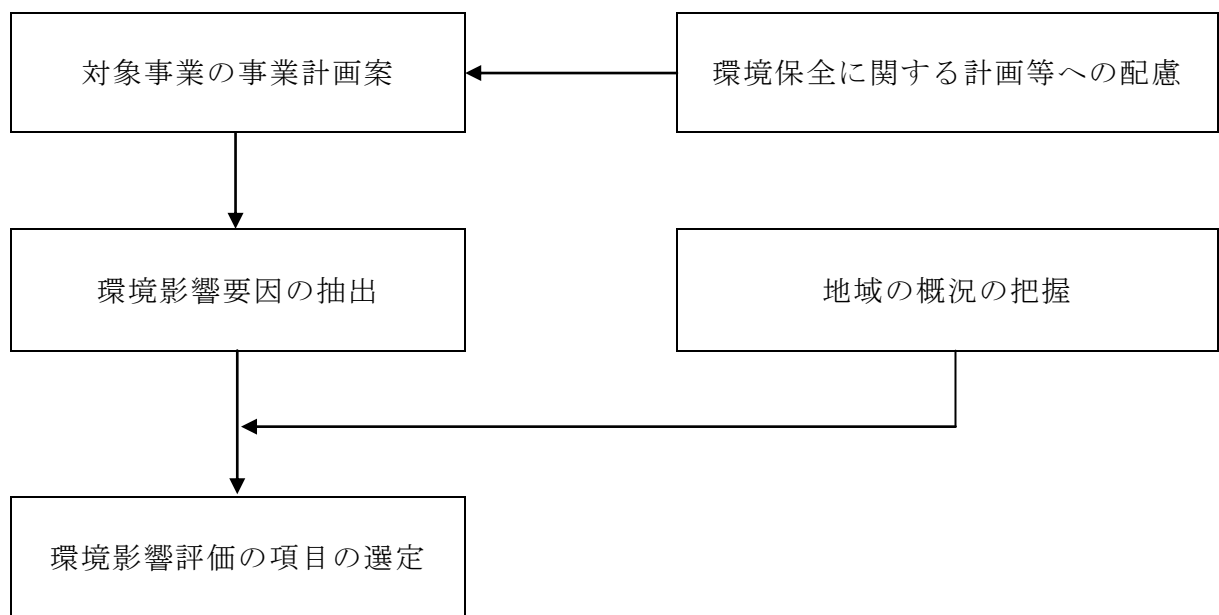 対象事業の事業計画案
環境保全に関する計画等への配慮
環境影響要因の抽出
地域の概況の把握
環境影響評価の項目の選定